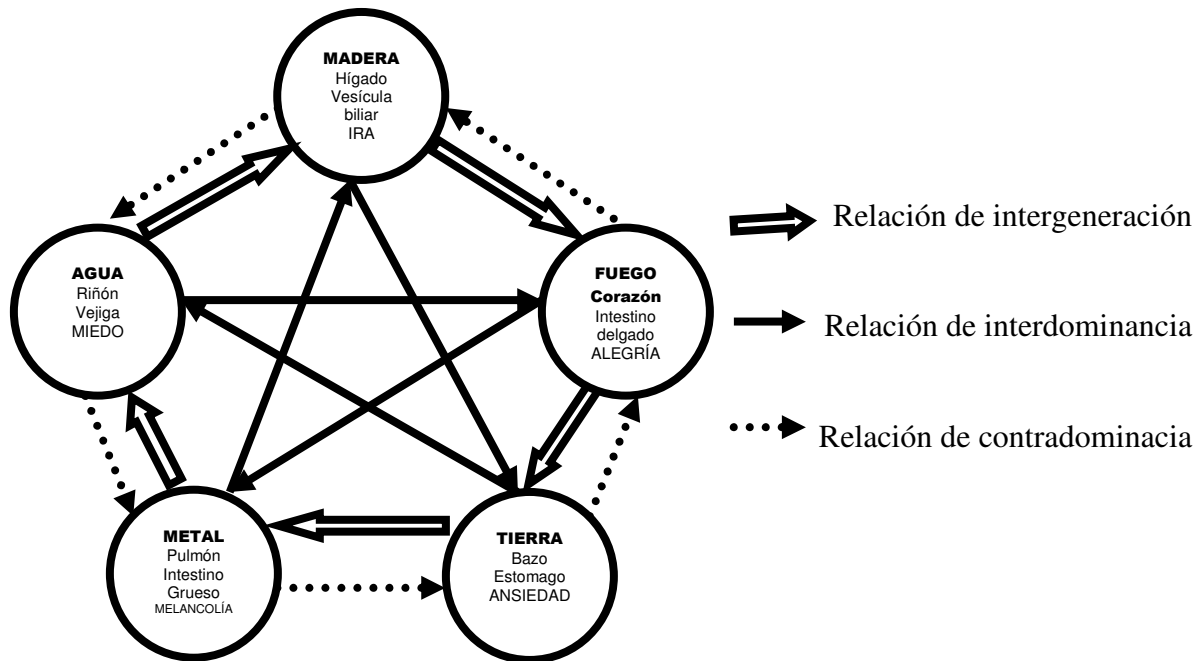 MADERA
Hígado
Vesícula
biliar
IRA
AGUA
Riñón
Vejiga
MIEDO
FUEGO
Corazón
Intestino
delgado
ALEGRÍA
METAL
Pulmón
Intestino
Grueso
MELANCOLÍA
TIERRA
Bazo
Estomago
ANSIEDAD
Relación de intergeneración
Relación de interdominancia
Relación de contradominacia